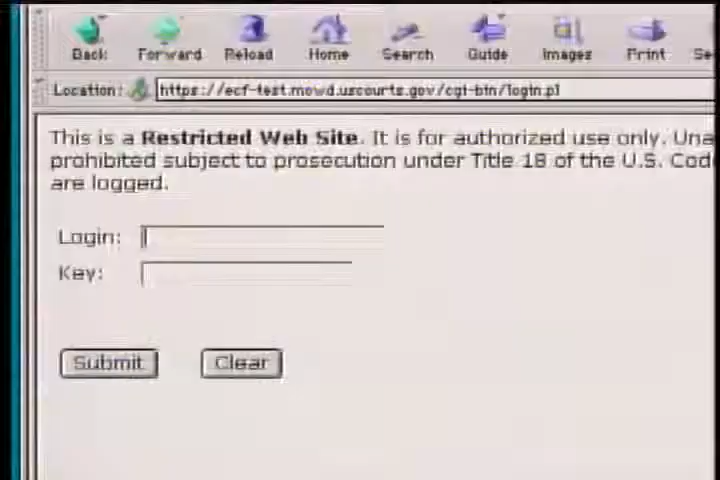 Back Forward Reload Home Search Guide Images Print Se
Location: https://ecf-test.mowd.uscourts.gov/cgi-bin/login.pl
This is a Restricted Web Site. It is for authorized use only. Una
prohibited subject to prosecution under Title 18 of the U.S. Cod
are logged.
Login:
Key:
Submit Clear